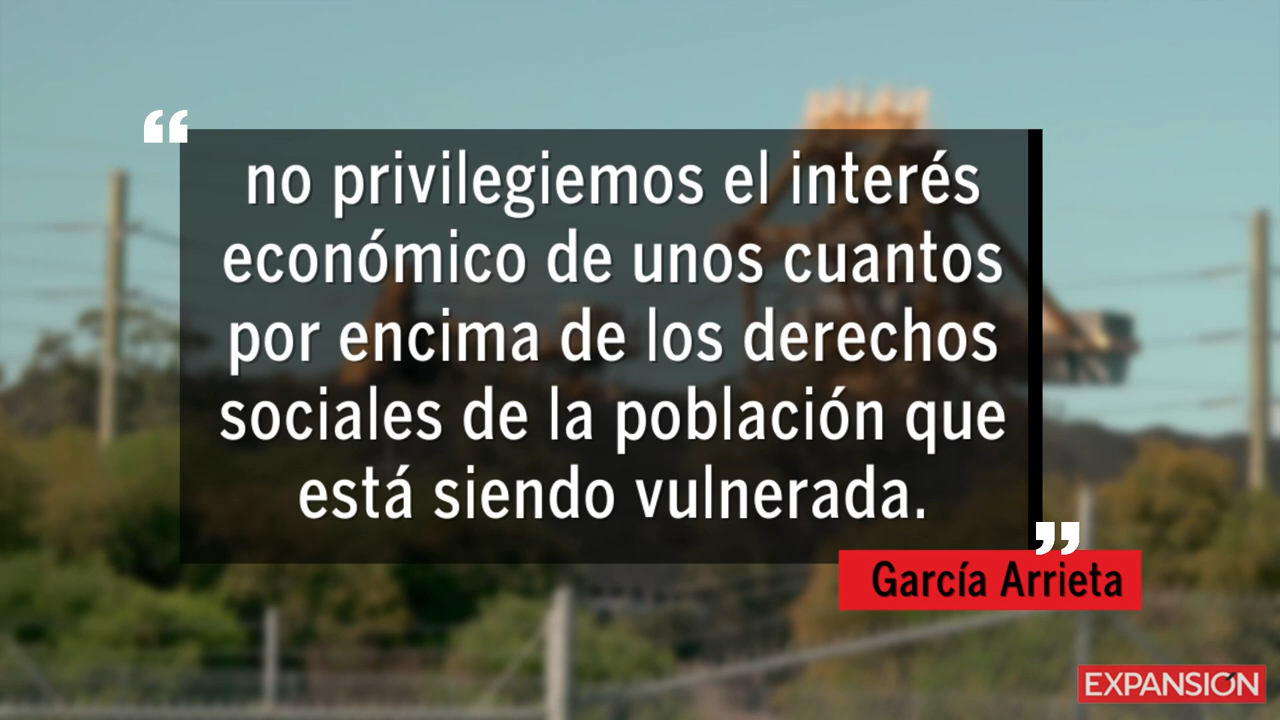 “
no privilegiemos el interés
económico de unos cuantos
por encima de los derechos
sociales de la población que
está siendo vulnerada.
”
García Arrieta
EXPANSIÓN